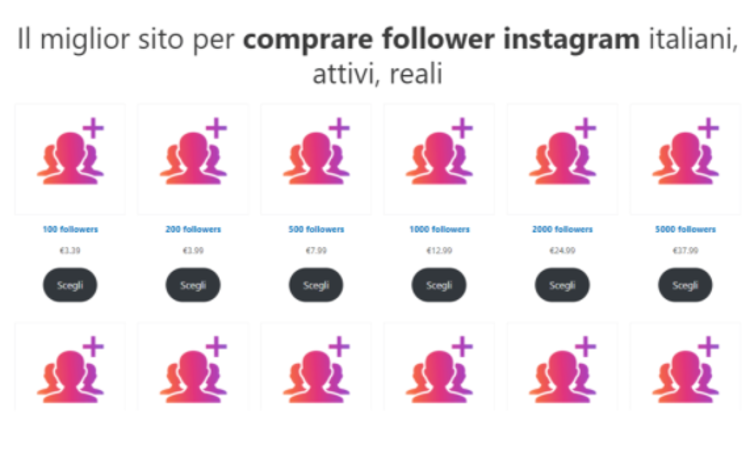 Il miglior sito per comprare follower instagram italiani,
attivi, reali
100 followers
200 followers
500 followers
1000 followers
2000 followers
5000 followers
€3.39
€3.99
€7.99
€12.99
€24.99
€37.99
Scegli
Scegli
Scegli
Scegli
Scegli
Scegli